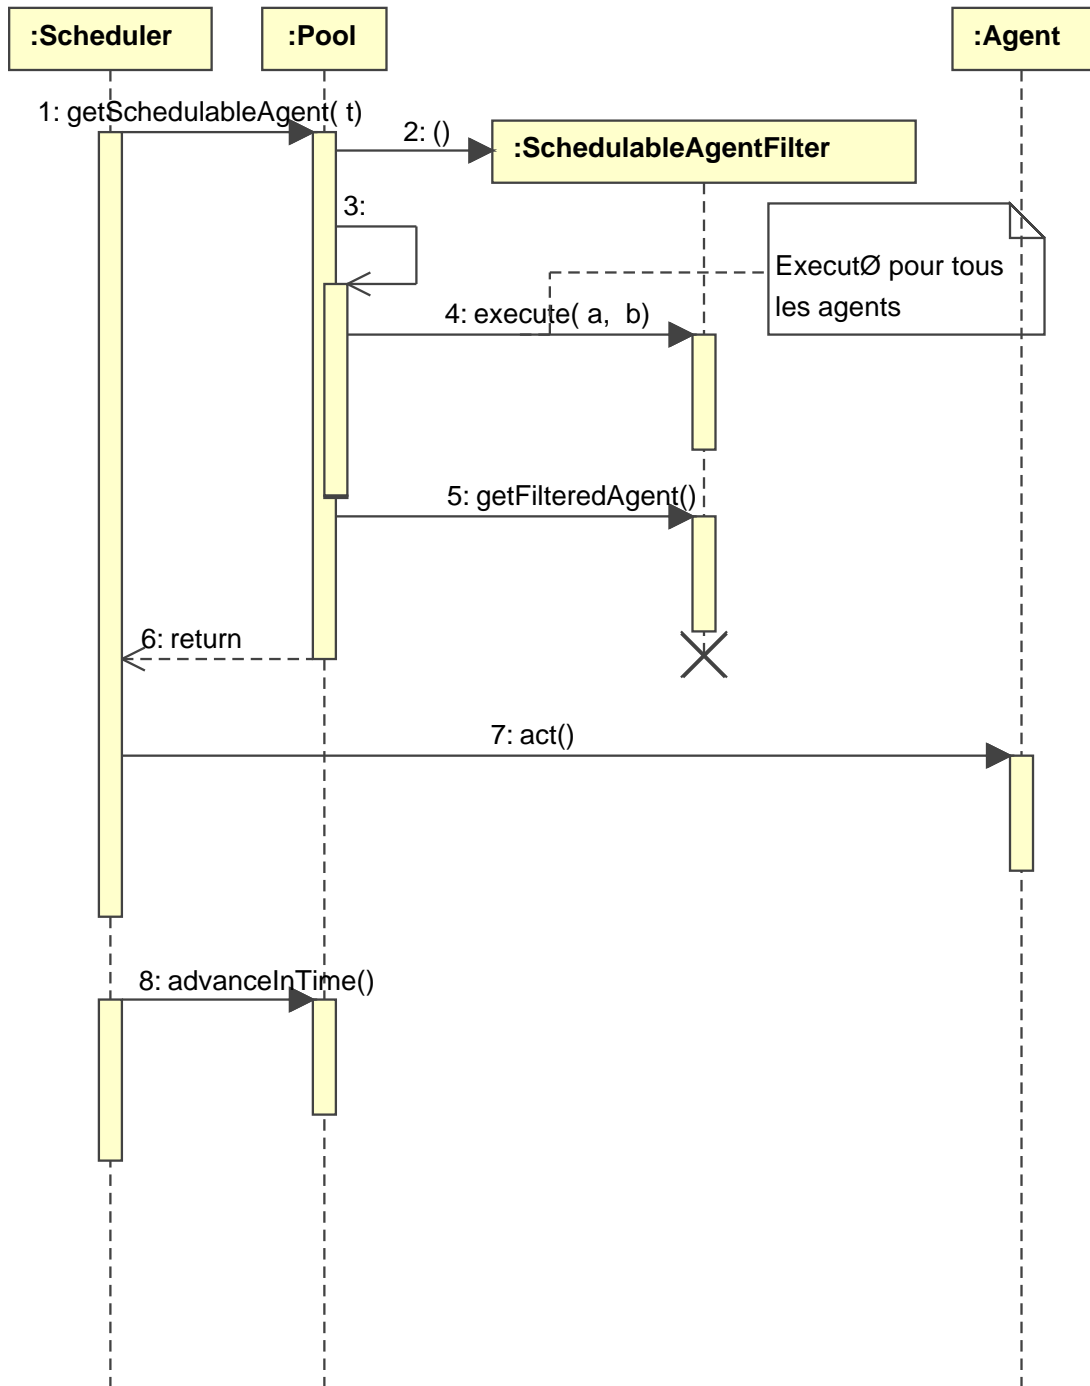 :Scheduler
:Pool
:Agent
1: getSchedulableAgent( t)
2: ()
:SchedulableAgentFilter
3:
ExecutØ pour tous
les agents
4: execute( a,  b)
5: getFilteredAgent()
6: return
7: act()
8: advanceInTime()